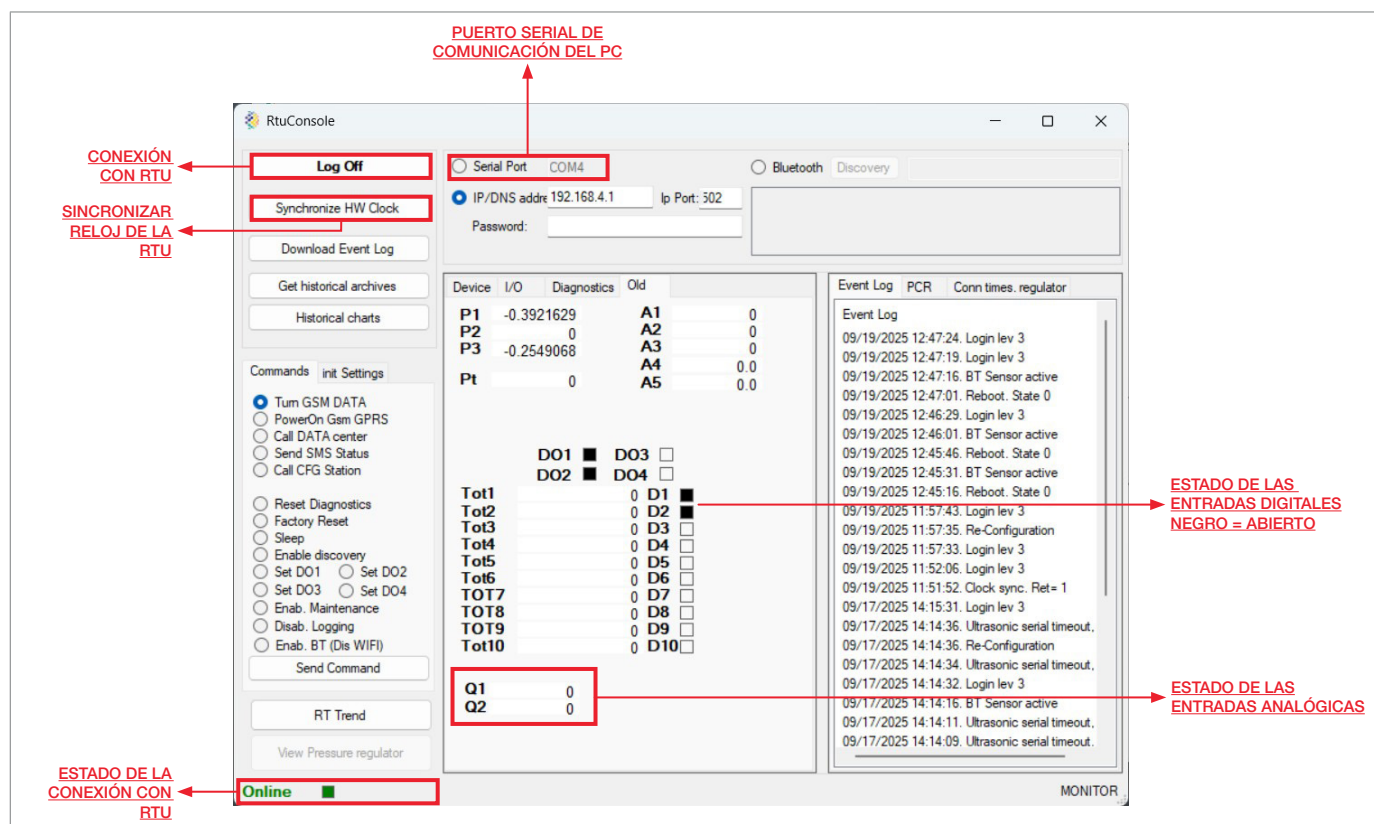 PUERTO SERIAL DE
COMUNICACIÓN DEL PC
RtuConsole
CONEXIÓN
CON RTU
Log Off
Serial Port COM4
Bluetooth Discovery
SINCRONIZAR
RELOJ DE LA
RTU
Synchronize HW Clock
IP/DNS addre 192.168.4.1 Ip Port: 502
Password:
Download Event Log
Get historical archives
Historical charts
Device I/O Diagnostics Old
P1 -0.3921629 A1 0
P2 0 A2 0
P3 -0.2549068 A3 0
A4 0.0
Pt 0 A5 0.0
DO1 DO3
DO2 DO4
Tot1 0 D1
Tot2 0 D2
Tot3 0 D3
Tot4 0 D4
Tot5 0 D5
Tot6 0 D6
TOT7 0 D7
TOT8 0 D8
TOT9 0 D9
Tot10 0 D10
Q1 0
Q2 0
Commands init Settings
Turn GSM DATA
PowerOn Gsm GPRS
Call DATA center
Send SMS Status
Call CFG Station
Reset Diagnostics
Factory Reset
Sleep
Enable discovery
Set DO1 Set DO2
Set DO3 Set DO4
Enab. Maintenance
Disab. Logging
Enab. BT (Dis WIFI)
Send Command
RT Trend
View Pressure regulator
Event Log PCR Conn times. regulator
Event Log
09/19/2025 12:47:24. Login lev 3
09/19/2025 12:47:19. Login lev 3
09/19/2025 12:47:16. BT Sensor active
09/19/2025 12:47:01. Reboot. State 0
09/19/2025 12:46:29. Login lev 3
09/19/2025 12:46:01. BT Sensor active
09/19/2025 12:45:46. Reboot. State 0
09/19/2025 12:45:31. BT Sensor active
09/19/2025 12:45:16. Reboot. State 0
09/19/2025 11:57:43. Login lev 3
09/19/2025 11:57:35. Re-Configuration
09/19/2025 11:57:33. Login lev 3
09/19/2025 11:52:06. Login lev 3
09/19/2025 11:51:52. Clock sync. Ret= 1
09/17/2025 14:15:31. Login lev 3
09/17/2025 14:14:36. Ultrasonic serial timeout,
09/17/2025 14:14:36. Re-Configuration
09/17/2025 14:14:34. Ultrasonic serial timeout,
09/17/2025 14:14:32. Login lev 3
09/17/2025 14:14:16. BT Sensor active
09/17/2025 14:14:11. Ultrasonic serial timeout,
09/17/2025 14:14:09. Ultrasonic serial timeout.
ESTADO DE LAS
ENTRADAS DIGITALES
NEGRO = ABIERTO
ESTADO DE LAS
ENTRADAS ANALÓGICAS
ESTADO DE LA
CONEXIÓN CON
RTU
Online
MONITOR